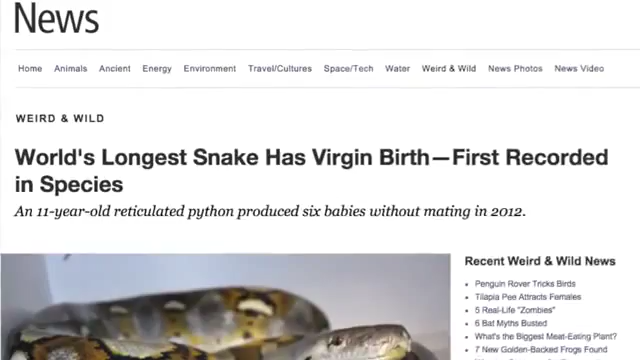 News
Home Animals Ancient Energy Environment Travel/Cultures Space/Tech Water Weird & Wild News Photos News Video
WEIRD & WILD
World's Longest Snake Has Virgin Birth—First Recorded
in Species
An 11-year-old reticulated python produced six babies without mating in 2012.
Recent Weird & Wild News
• Penguin Rover Tricks Birds
• Tilapia Pee Attracts Females
• 5 Real-Life "Zombies"
• 6 Bat Myths Busted
• What's the Biggest Meat-Eating Plant?
• 7 New Golden-Backed Frogs Found